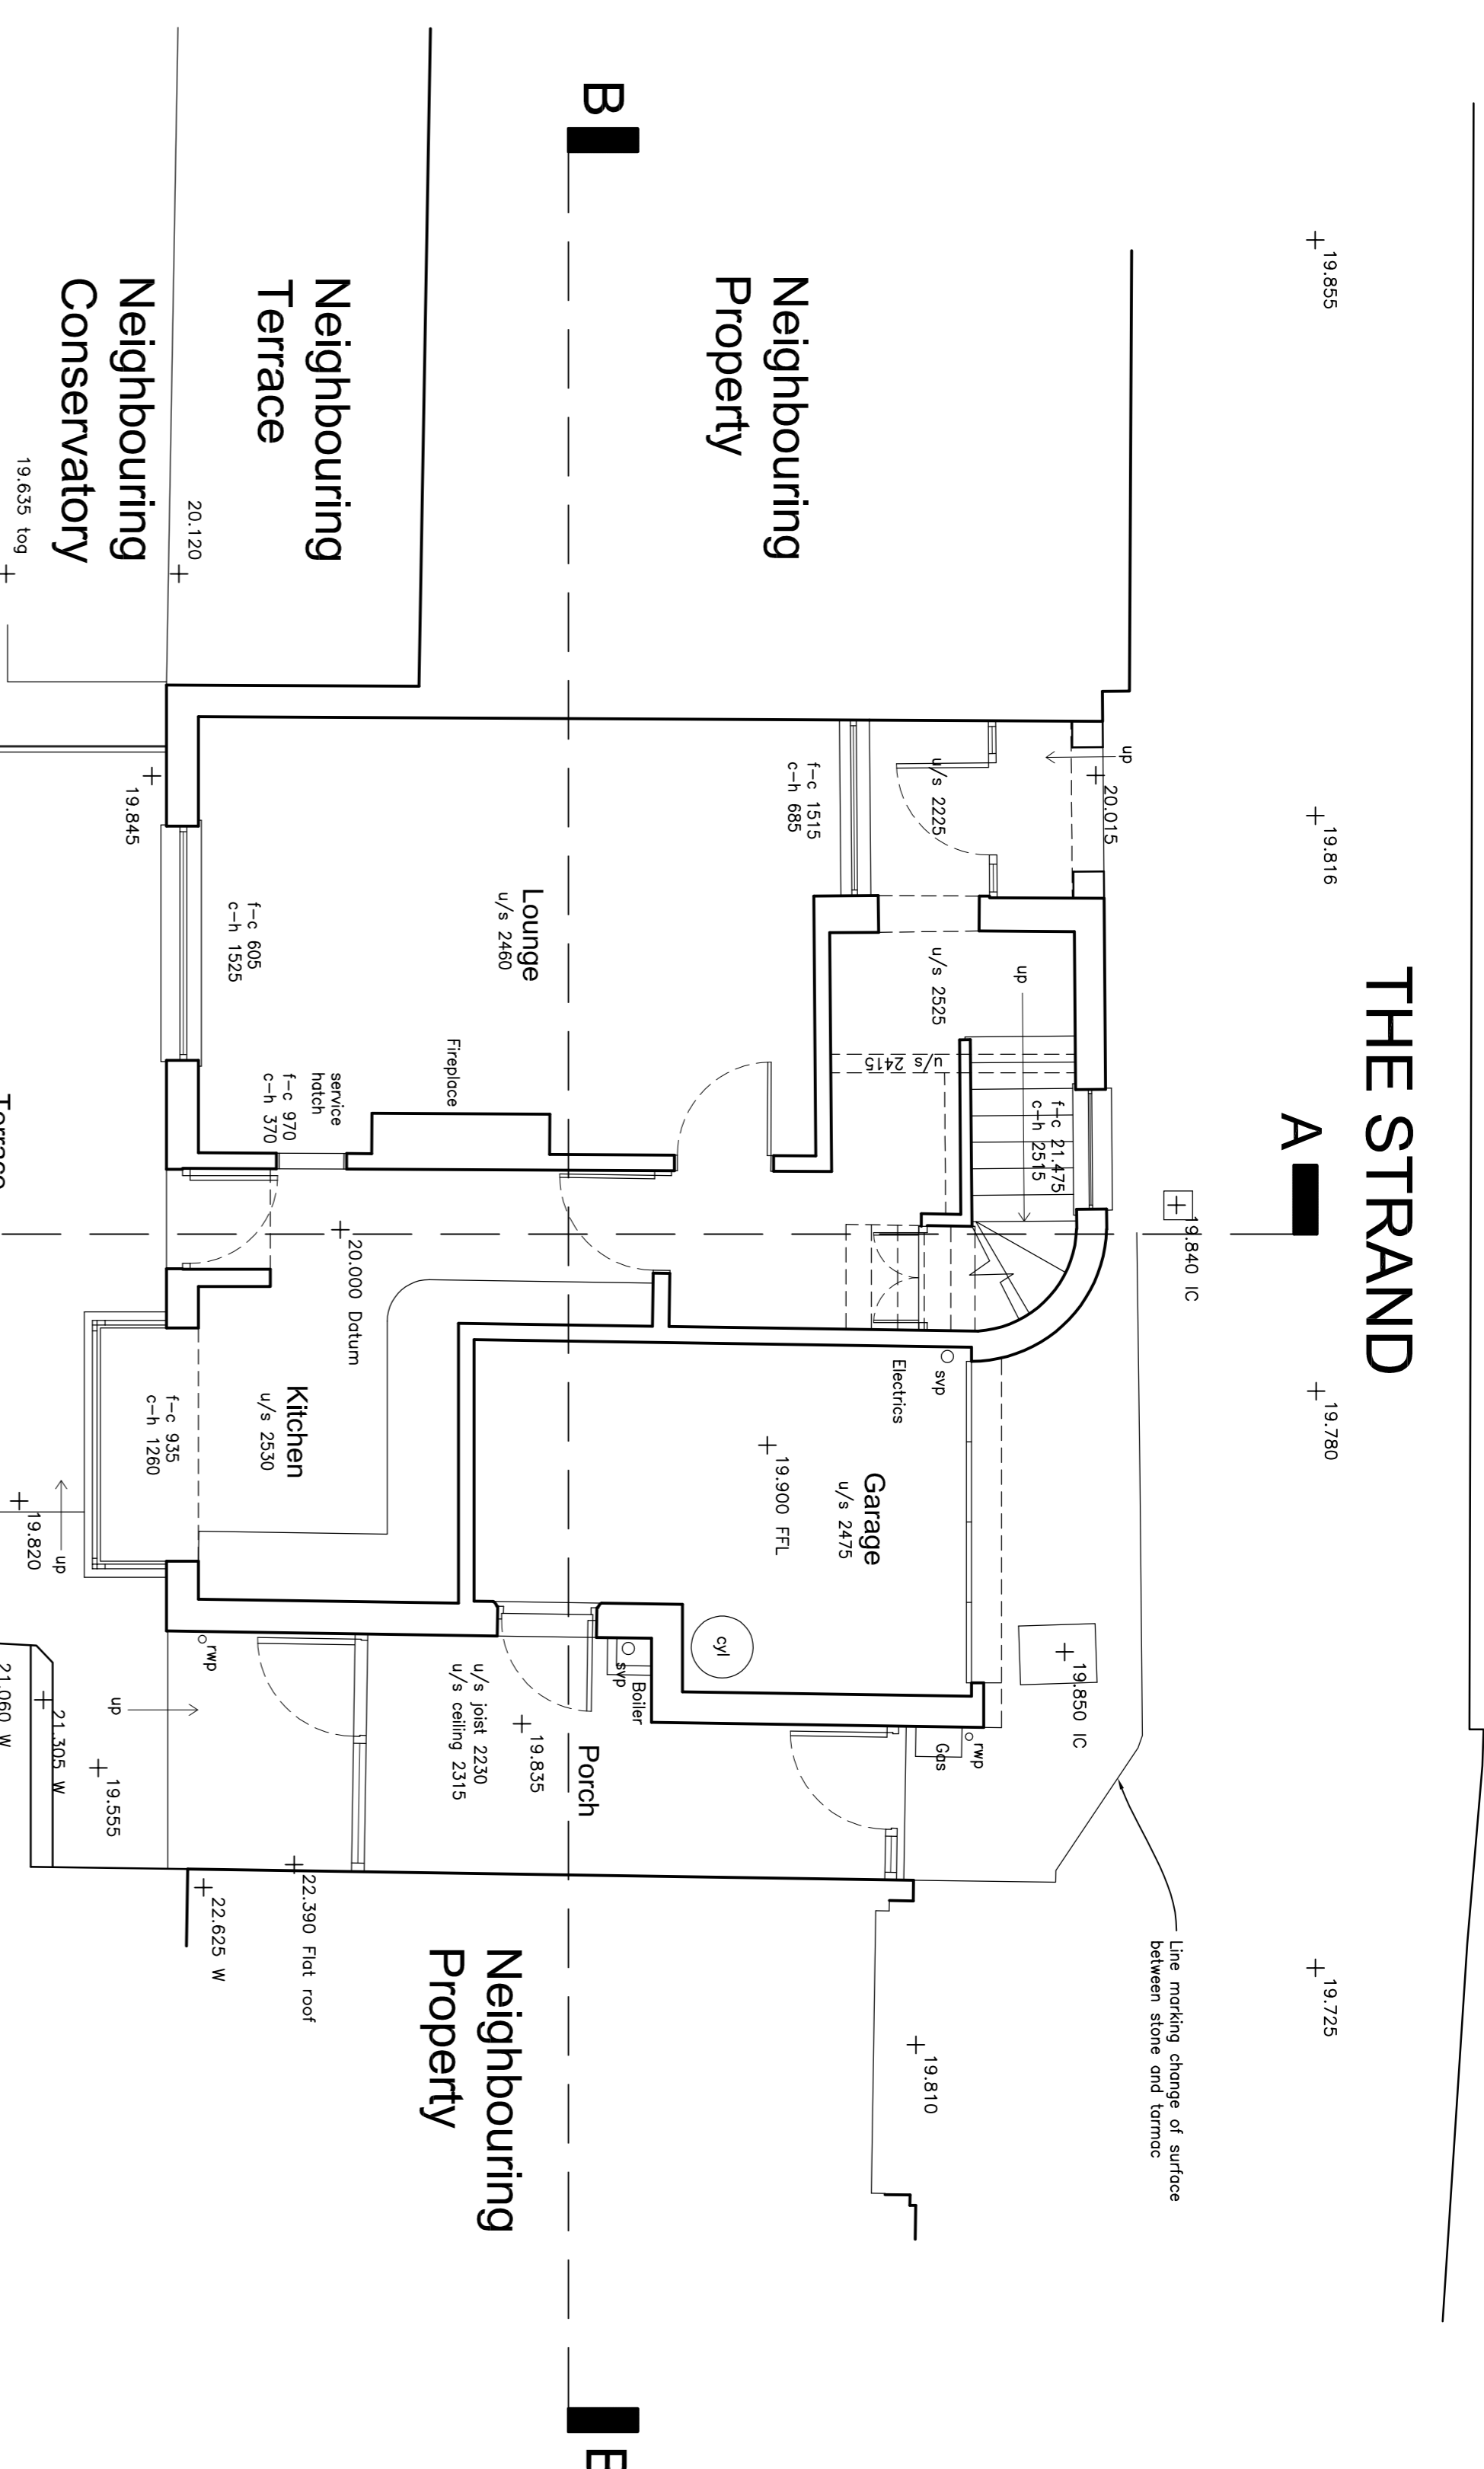 THE STRAND
19.855
19.816
19.780
19.725
A
19.840 IC
19.850 IC
Line marking change of surface
between stone and tarmac
up
20.015
u/s 2225
u/s 2525
up
u/s 2415
f-c 21.475
c-h 2515
f-c 1515
c-h 685
svp
Electrics
Garage
u/s 2475
19.900 FFL
cyl
rwp
Gas
19.810
Neighbouring
Property
B
Lounge
u/s 2460
Fireplace
service
hatch
f-c 970
c-h 370
f-c 605
c-h 1525
Boiler
svp
Porch
19.835
u/s joist 2230
u/s ceiling 2315
Neighbouring
Property
20.000 Datum
Kitchen
u/s 2530
f-c 935
c-h 1260
Neighbouring
Terrace
20.120
Neighbouring
Conservatory
19.635 tog
19.845
Terrace
19.820
up
rwp
up
22.390 Flat roof
22.625 W
19.555
21.305 W
21.060 W